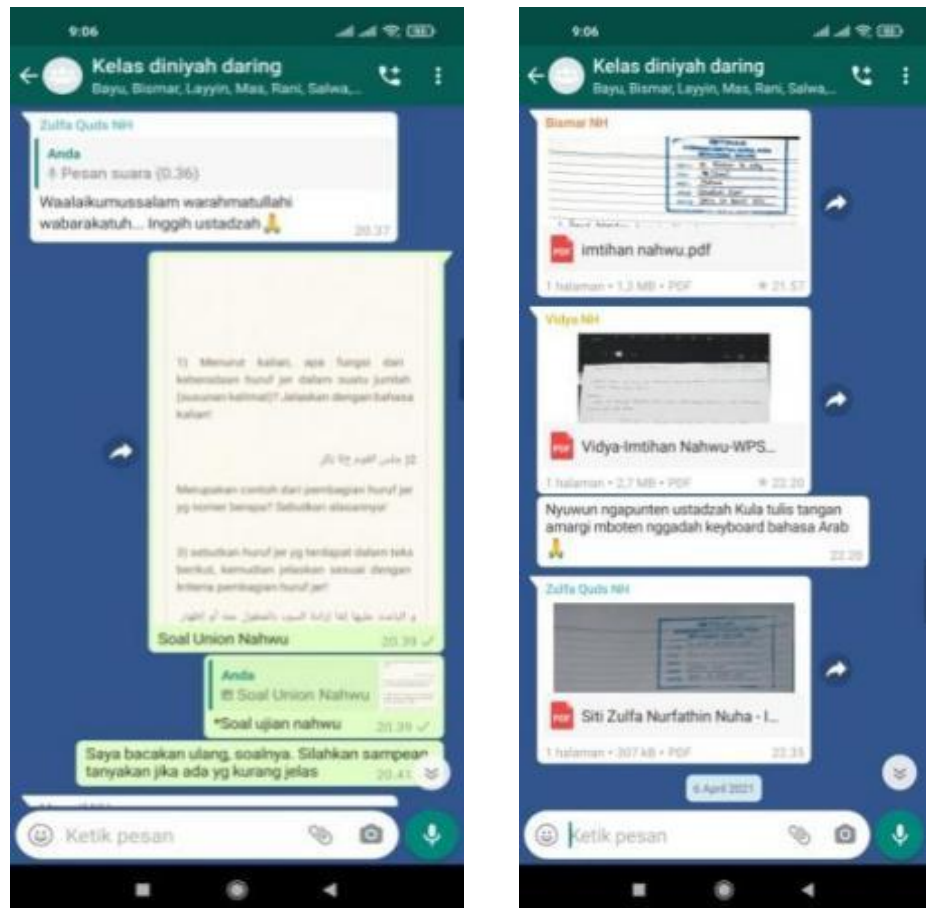 9:06
Kelas diniyah daring
Bayu, Bismar, Layyin, Mas, Rani, Salwa,...
Zulfa Quds NH
Anda
Pesan suara (0.36)
Waalaikumussalam warahmatullahi
wabarakatuh... Inggih ustadzah🙏
20.37
1) Menurut kalian, apa fungsi dari
keberadaan huruf jer dalam suatu jumlah
(susunan kalimat)? Jelaskan dengan bahasa
kalian!
Merupakan contoh dari pembagian huruf jer
yg nomer berapa? Sebutkan alasannya!
3) sebutkan huruf jer yg terdapat dalam teks
berikut, kemudian jelaskan sesuai dengan
kriteria pembagian huruf jer!
Soal Union Nahwu
20.39
Anda
Soal Union Nahwu
*Soal ujian nahwu
20.39
Saya bacakan ulang, soalnya. Silahkan sampean
tanyakan jika ada yg kurang jelas
20.41
Ketik pesan
9:06
Kelas diniyah daring
Bayu, Bismar, Layyin, Mas, Rani, Salwa,...
Bismar NH
PDF
imtihan nahwu.pdf
1 halaman • 1,3 MB • PDF
21.57
Vidya NH
PDF
Vidya-Imtihan Nahwu-WPS...
1 halaman • 2,7 MB • PDF
22.20
Nyuwun ngapunten ustadzah Kula tulis tangan
amargi mboten nggadah keyboard bahasa Arab
🙏
22.20
Zulfa Quds NH
PDF
Siti Zulfa Nurfathin Nuha - I...
1 halaman • 307 kB • PDF
22.35
6 April 2021
Ketik pesan